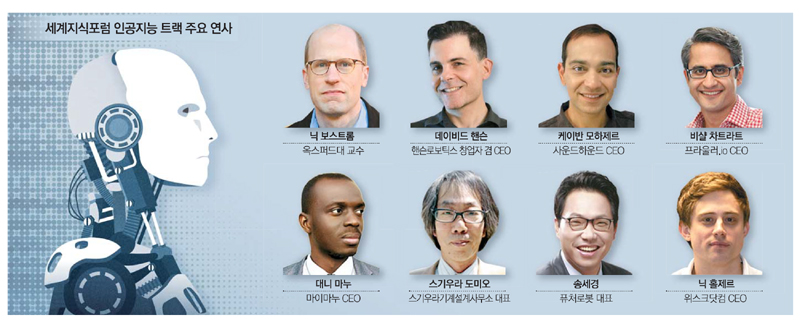 세계지식포럼 인공지능 트랙 주요 연사
닉 보스트롬
옥스퍼드대 교수
데이비드 핸슨
핸슨로보틱스 창업자 겸 CEO
케이반 모하제르
사운드하운드 CEO
비샬 차트라트
프라울러.io CEO
대니 마누
마이마누 CEO
스기우라 도미오
스기우라기계설계사무소 대표
송세경
퓨처로봇 대표
닉 홀제르
위스크닷컴 CEO